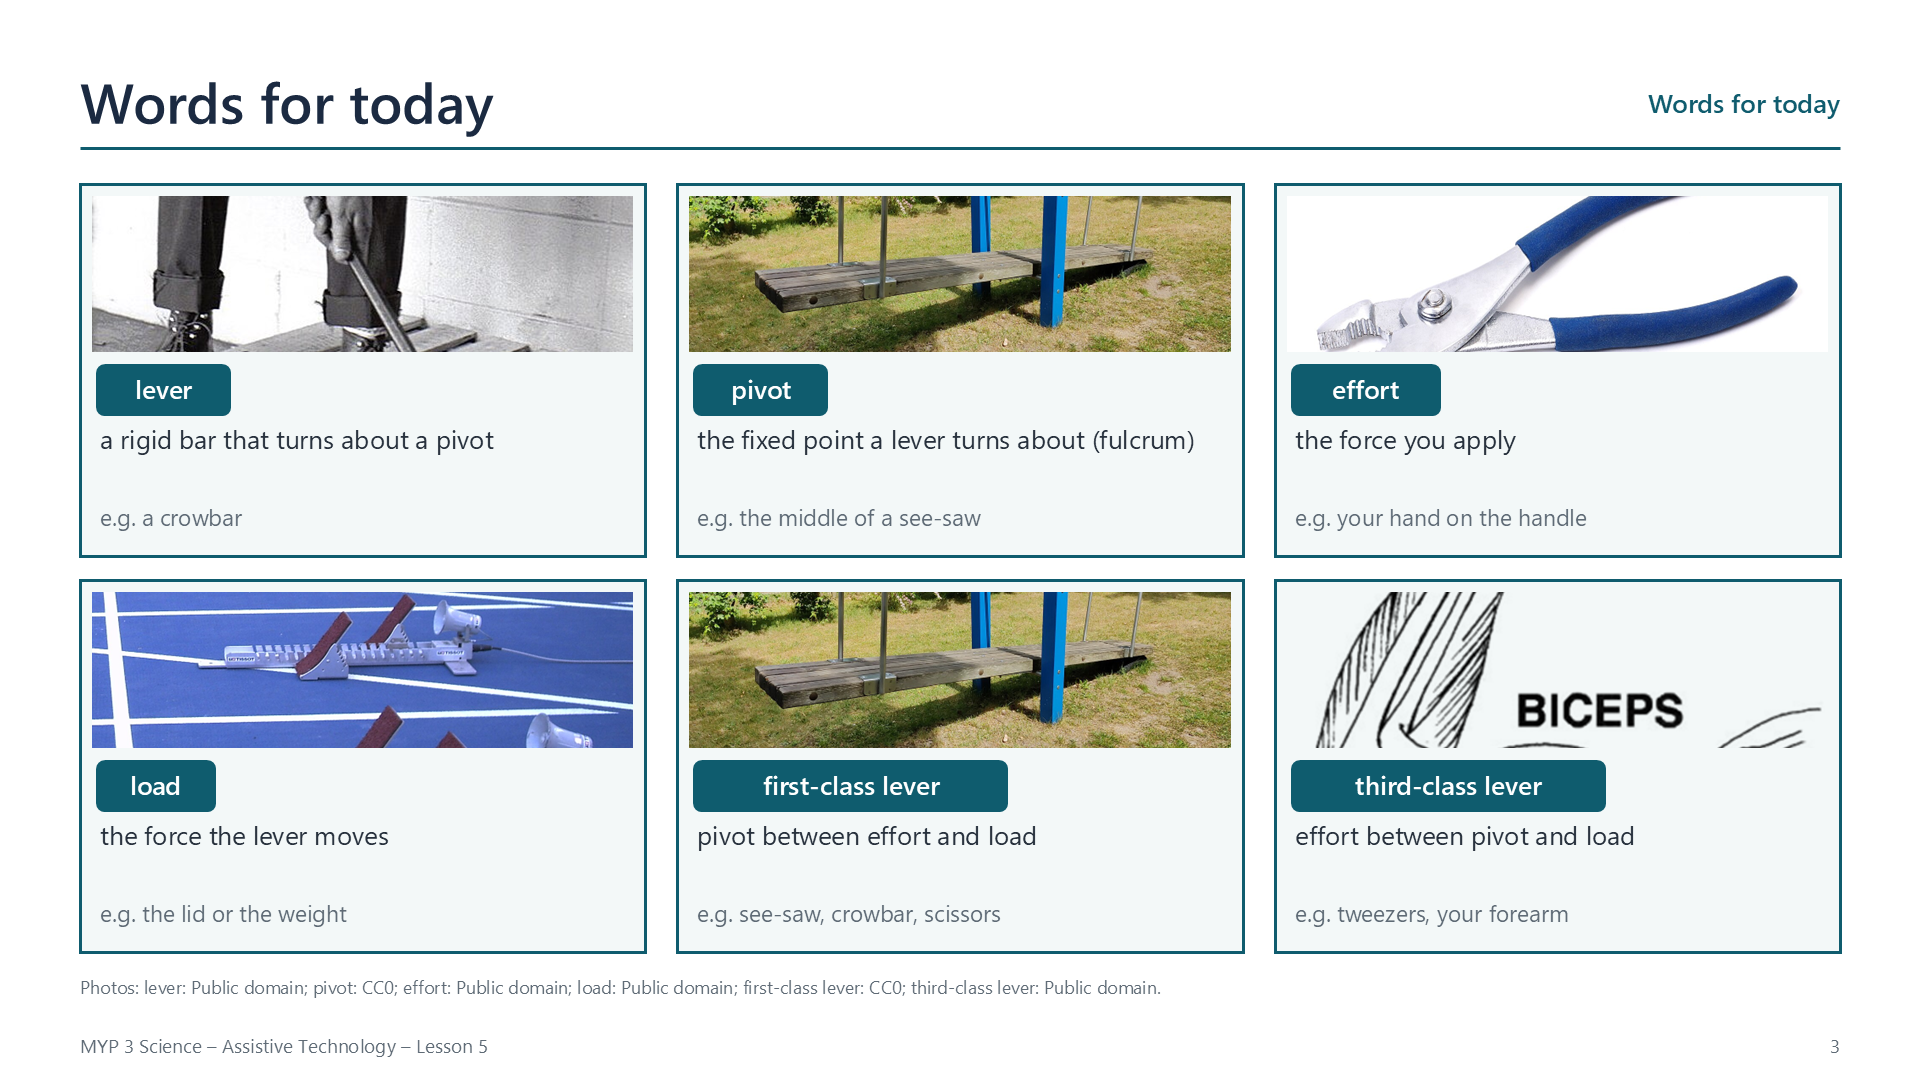 Words for today
Words for today
lever
a rigid bar that turns about a pivot
e.g. a crowbar
pivot
the fixed point a lever turns about (fulcrum)
e.g. the middle of a see-saw
effort
the force you apply
e.g. your hand on the handle
load
the force the lever moves
e.g. the lid or the weight
first-class lever
pivot between effort and load
e.g. see-saw, crowbar, scissors
BICEPS
third-class lever
effort between pivot and load
e.g. tweezers, your forearm
Photos: lever: Public domain; pivot: CC0; effort: Public domain; load: Public domain; first-class lever: CC0; third-class lever: Public domain.
MYP 3 Science – Assistive Technology – Lesson 5
3